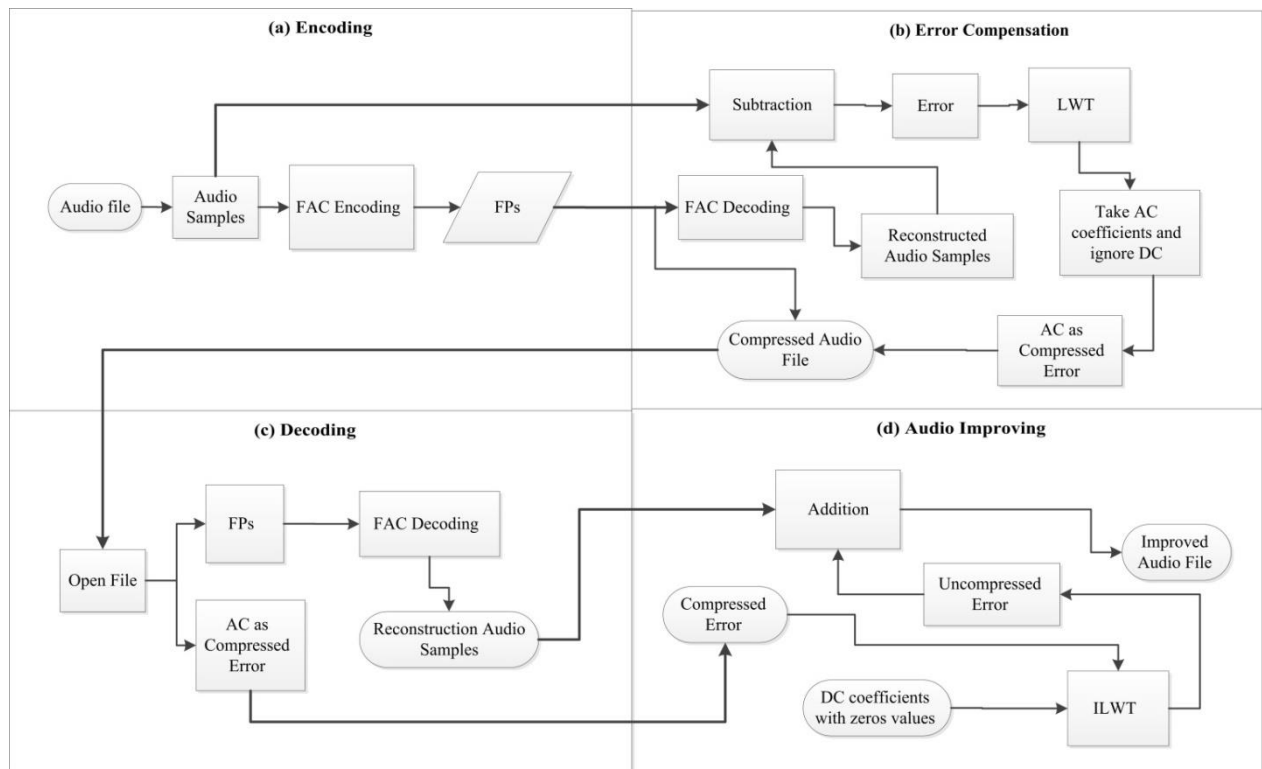 (a) Encoding
Audio file
Audio
Samples
FAC Encoding
FPs
(b) Error Compensation
Subtraction
Error
LWT
FAC Decoding
Reconstructed
Audio Samples
Take AC
coefficients and
ignore DC
Compressed Audio
File
AC as
Compressed
Error
(c) Decoding
Open File
FPs
FAC Decoding
AC as
Compressed
Error
Reconstruction Audio
Samples
(d) Audio Improving
Addition
Improved
Audio File
Uncompressed
Error
Compressed
Error
DC coefficients
with zeros values
ILWT